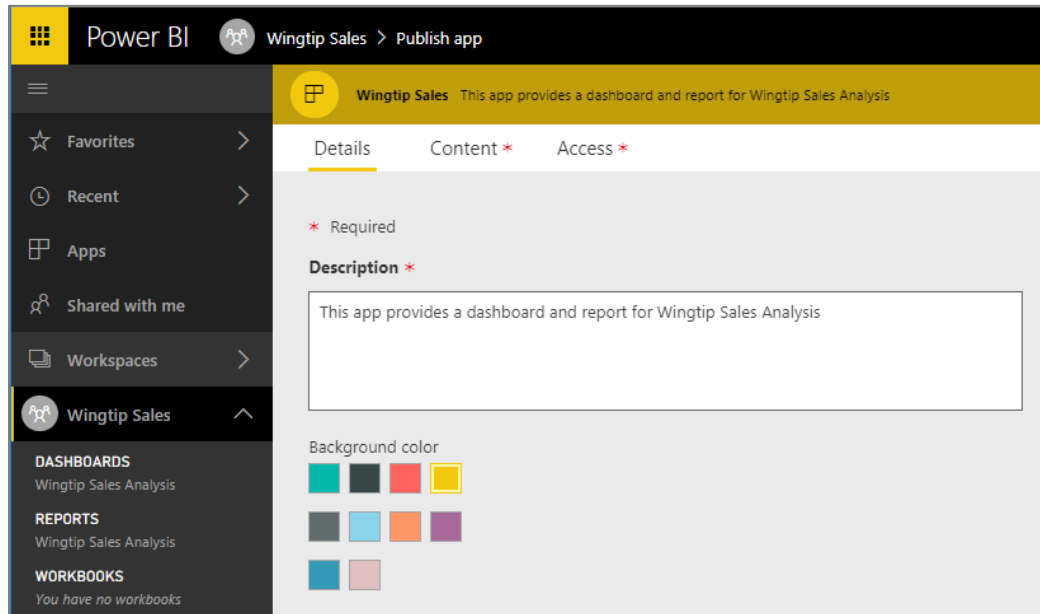 Power BI Wingtip Sales > Publish app
Wingtip Sales This app provides a dashboard and report for Wingtip Sales Analysis
Favorites
Recent
Apps
Shared with me
Workspaces
Wingtip Sales
DASHBOARDS
Wingtip Sales Analysis
REPORTS
Wingtip Sales Analysis
WORKBOOKS
You have no workbooks
Details Content * Access *
* Required
Description *
This app provides a dashboard and report for Wingtip Sales Analysis
Background color